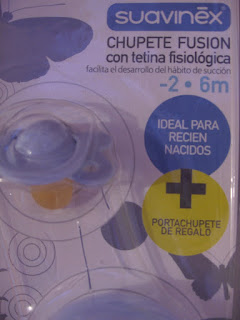 suavinex
CHUPETE FUSION
con tetina fisiológica
facilita el desarrollo del hábito de succión
-2 • 6m
IDEAL PARA
RECIEN
NACIDOS
+
PORTACHUPETE
DE REGALO